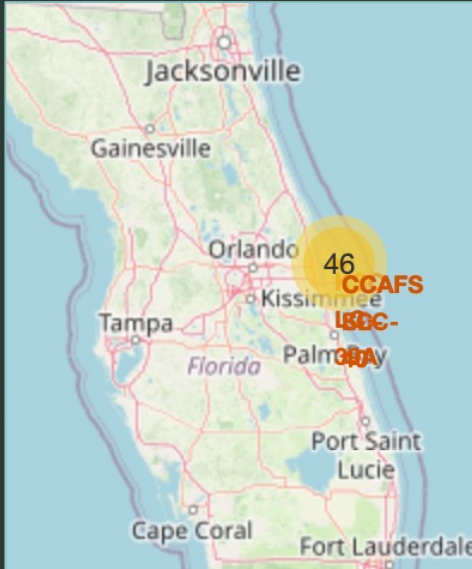 Jacksonville
Gainesville
Orlando
46
CCAFS
Kissimmee
Tampa
Palm Bay
Florida
Port Saint
Lucie
Cape Coral
Fort Lauderdale